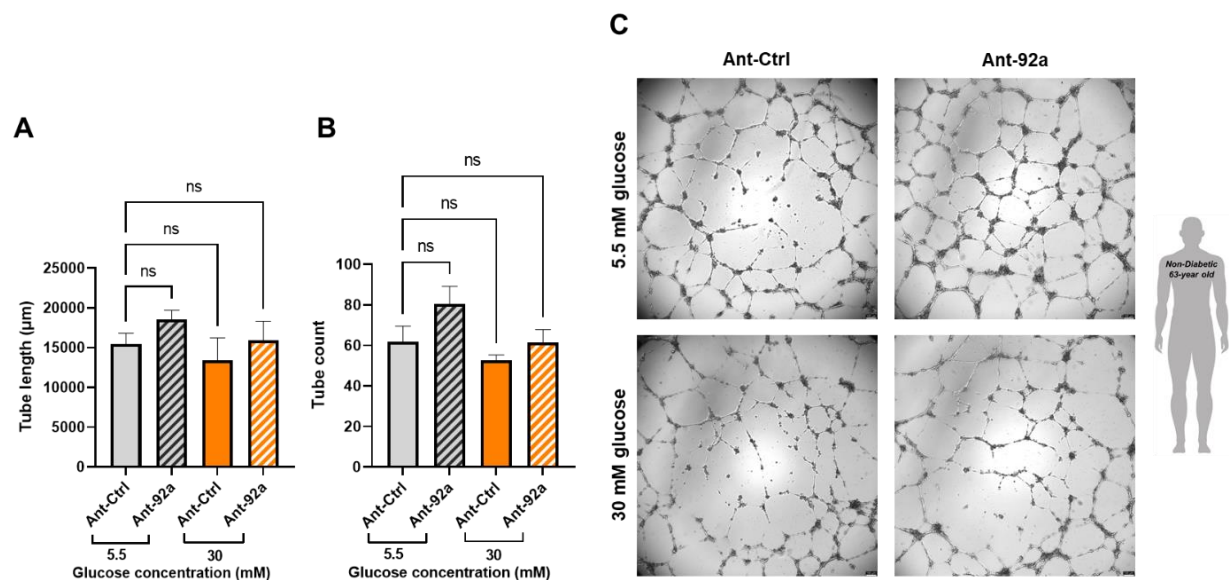 A
ns
ns
ns
25000
20000
15000
10000
5000
0
Tube length (µm)
Ant-Ctrl
Ant-92a
Ant-Ctrl
Ant-92a
5.5
30
Glucose concentration (mM)
B
ns
ns
ns
100
80
60
40
20
0
Tube count
Ant-Ctrl
Ant-92a
Ant-Ctrl
Ant-92a
5.5
30
Glucose concentration (mM)
C
Ant-Ctrl
Ant-92a
5.5 mM glucose
30 mM glucose
Non-Diabetic
63-year old